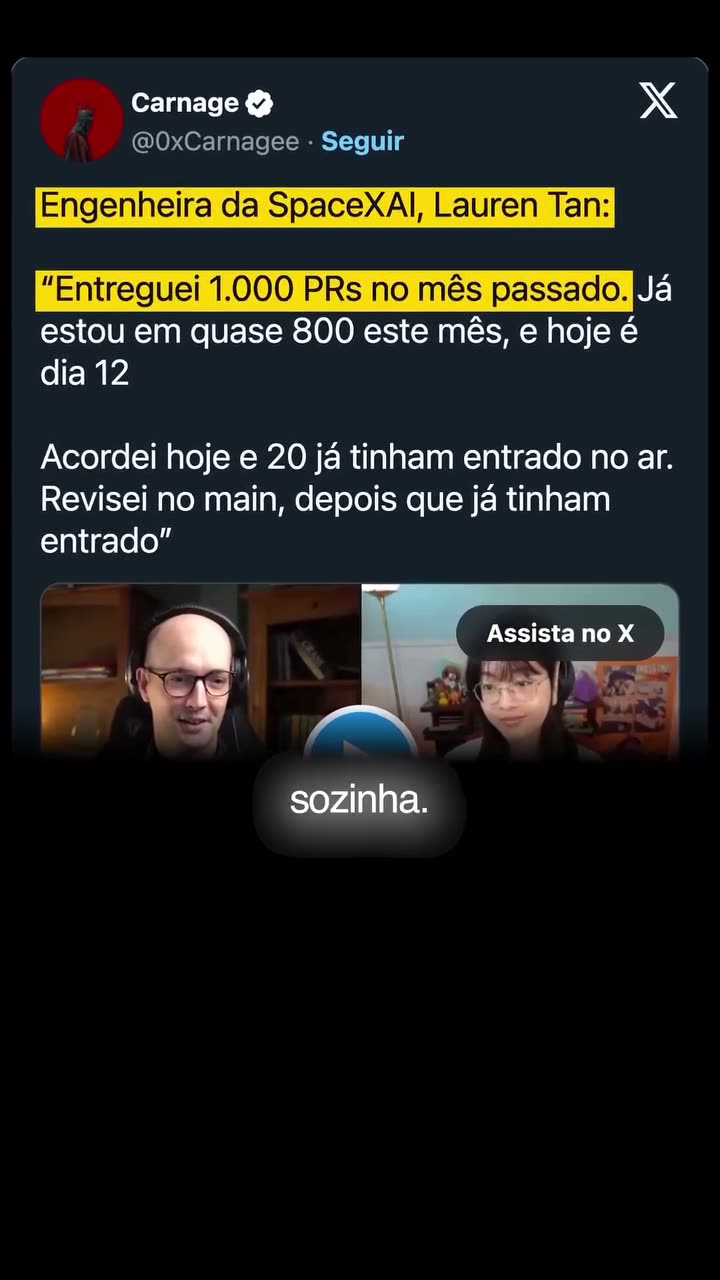 Carnage
@0xCarnagee · Seguir
Engenheira da SpaceXAI, Lauren Tan:
“Entreguei 1.000 PRs no mês passado. Já
estou em quase 800 este mês, e hoje é
dia 12
Acordei hoje e 20 já tinham entrado no ar.
Revisei no main, depois que já tinham
entrado”
Assista no X
sozinha.